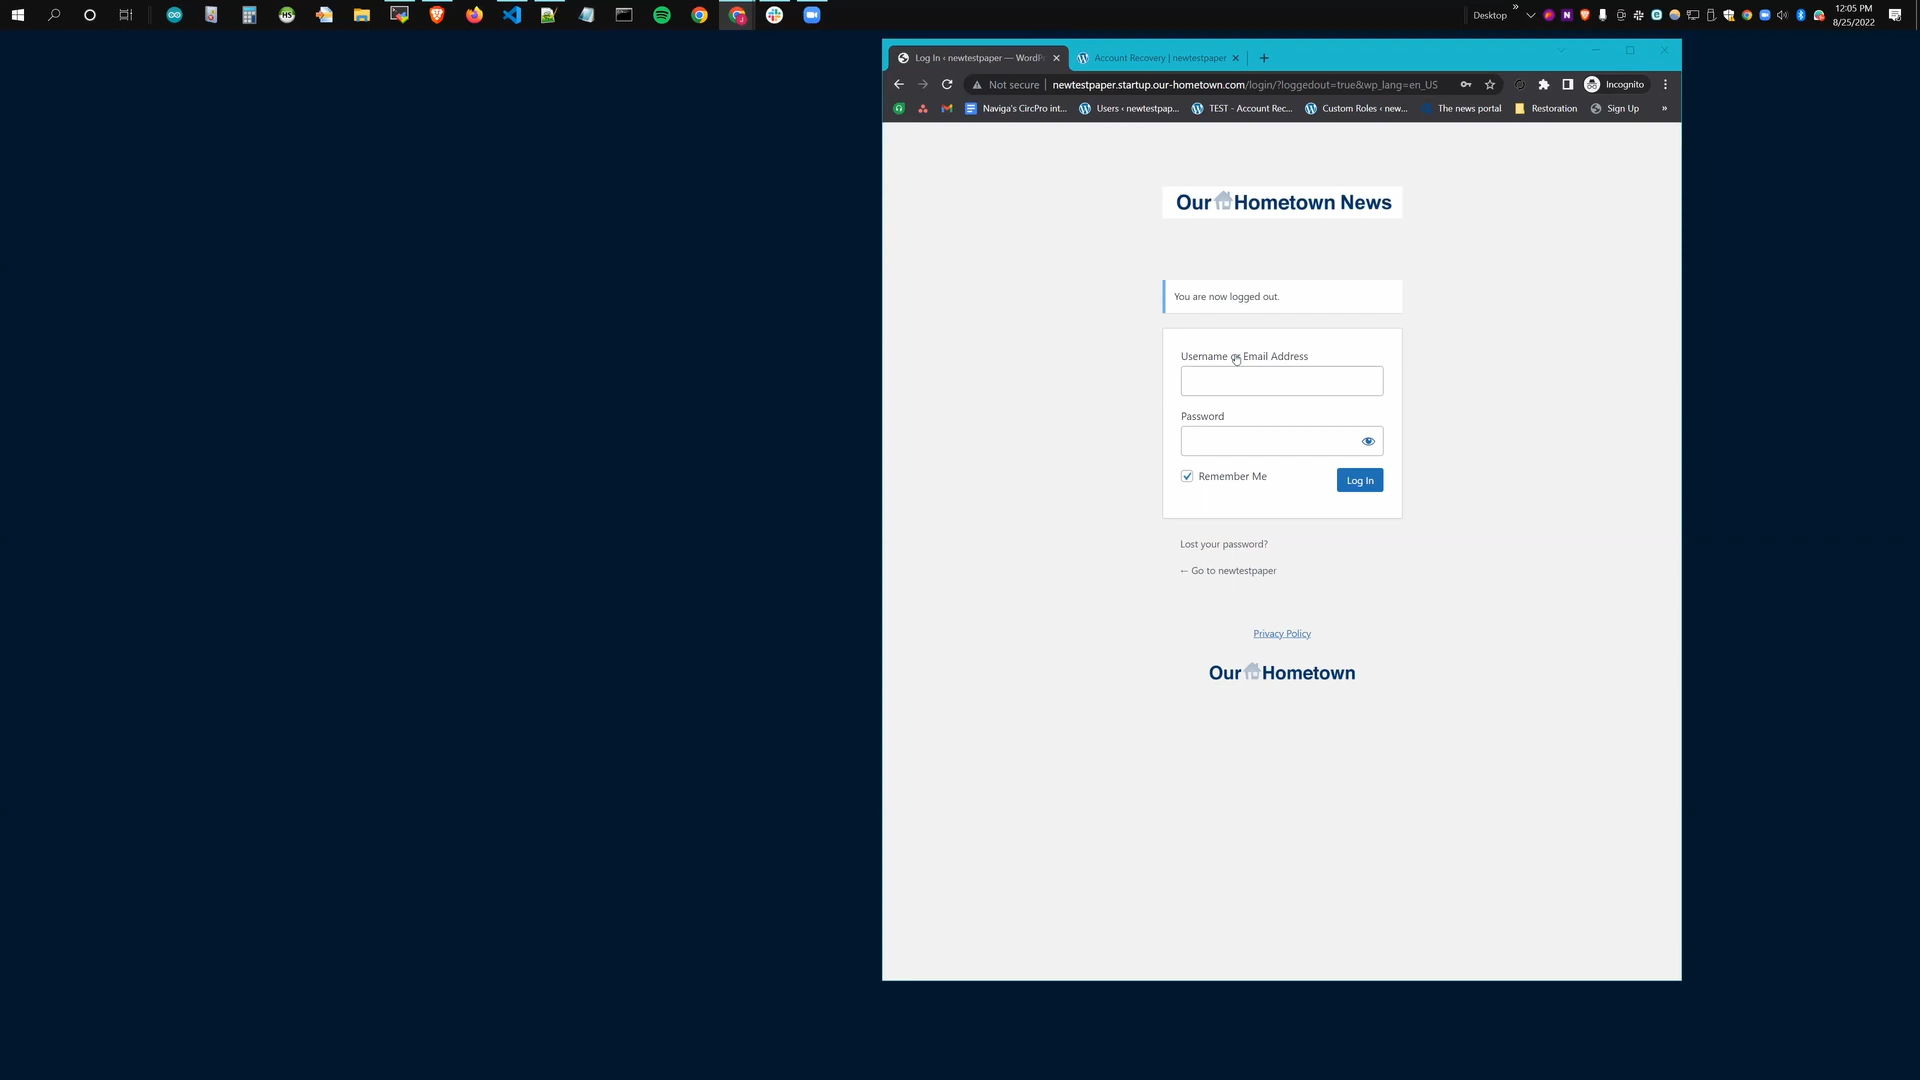 Desktop
»
12:05 PM
8/25/2022
HS
N
Log In ‹ newtestpaper — WordPr
Account Recovery | newtestpaper
Not secure
newtestpaper.startup.our-hometown.com/login/?loggedout=true&wp_lang=en_US
Incognito
Naviga's CircPro int...
Users ‹ newtestpap...
TEST - Account Rec...
Custom Roles ‹ new...
The news portal
Restoration
Sign Up
»
Our Hometown News
You are now logged out.
Username or Email Address
Password
Remember Me
Log In
Lost your password?
← Go to newtestpaper
Privacy Policy
Our Hometown